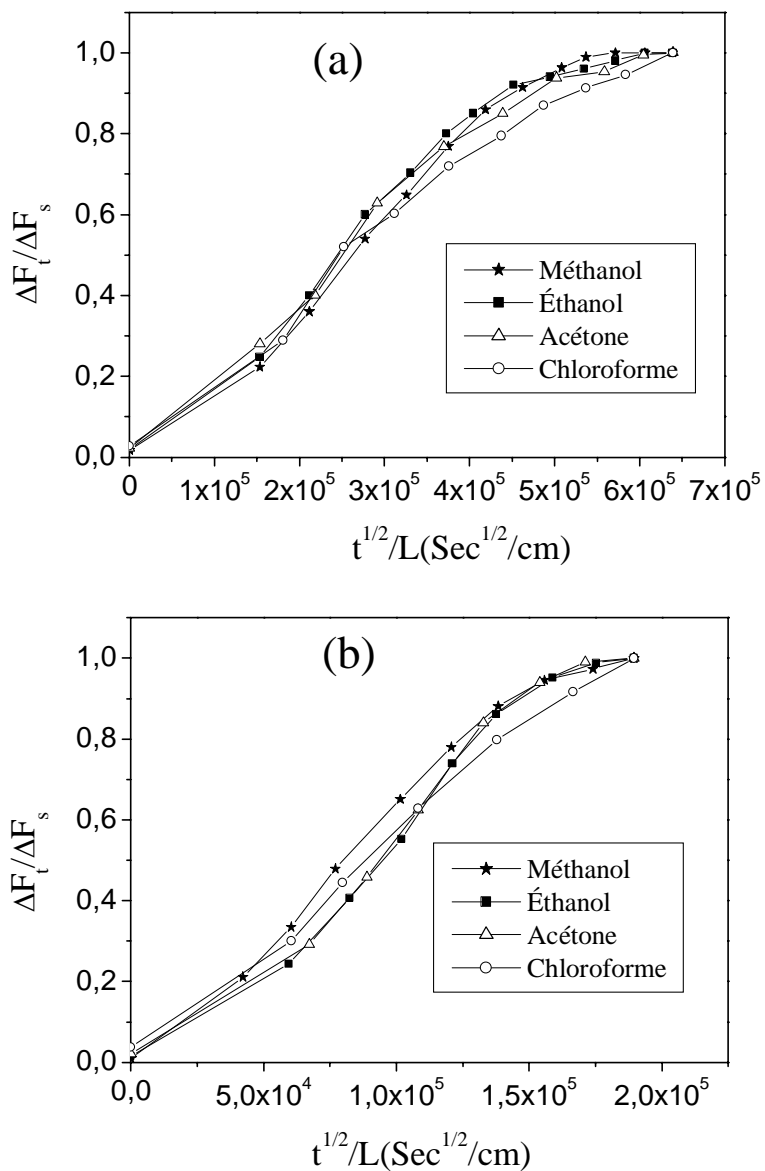 (a)
1,0
0,8
0,6
0,4
0,2
0,0
ΔF_t/ΔF_s
Méthanol
Éthanol
Acétone
Chloroforme
0 1x10^5 2x10^5 3x10^5 4x10^5 5x10^5 6x10^5 7x10^5
t^1/2/L(Sec^1/2/cm)
(b)
1,0
0,8
0,6
0,4
0,2
0,0
ΔF_t/ΔF_s
Méthanol
Éthanol
Acétone
Chloroforme
0,0 5,0x10^4 1,0x10^5 1,5x10^5 2,0x10^5
t^1/2/L(Sec^1/2/cm)